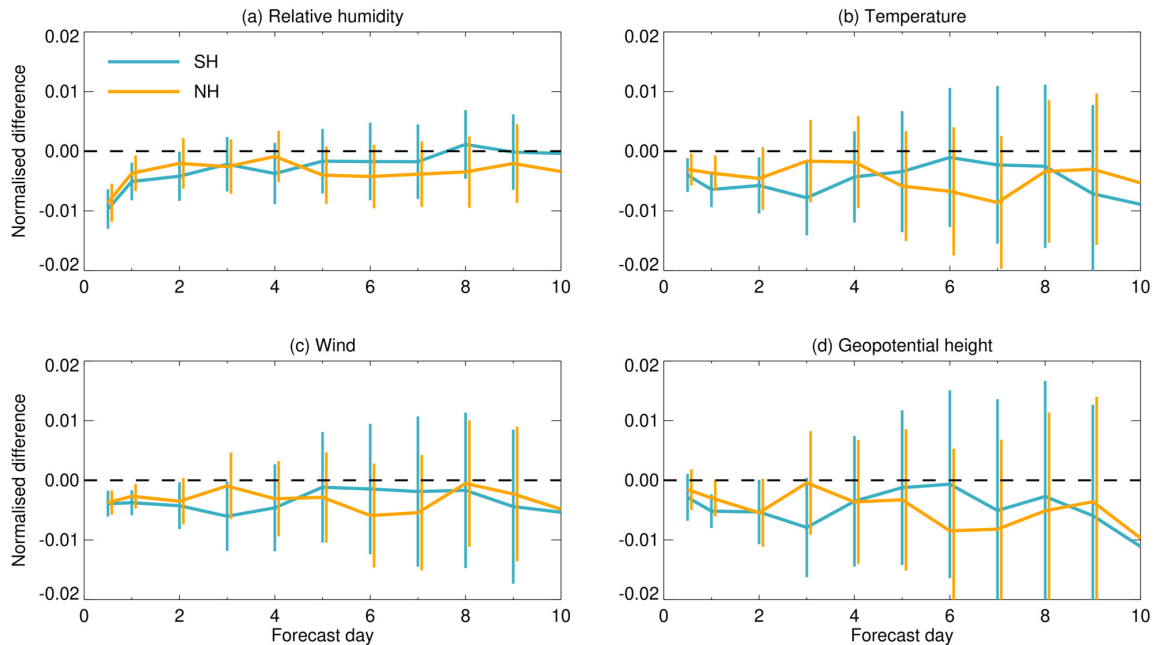 (a) Relative humidity
(b) Temperature
0.02
0.01
0.00
-0.01
-0.02
Normalised difference
SH
NH
0 2 4 6 8 10
0.02
0.01
0.00
-0.01
-0.02
0 2 4 6 8 10
(c) Wind
(d) Geopotential height
0.02
0.01
0.00
-0.01
-0.02
Normalised difference
0 2 4 6 8 10
Forecast day
0.02
0.01
0.00
-0.01
-0.02
0 2 4 6 8 10
Forecast day